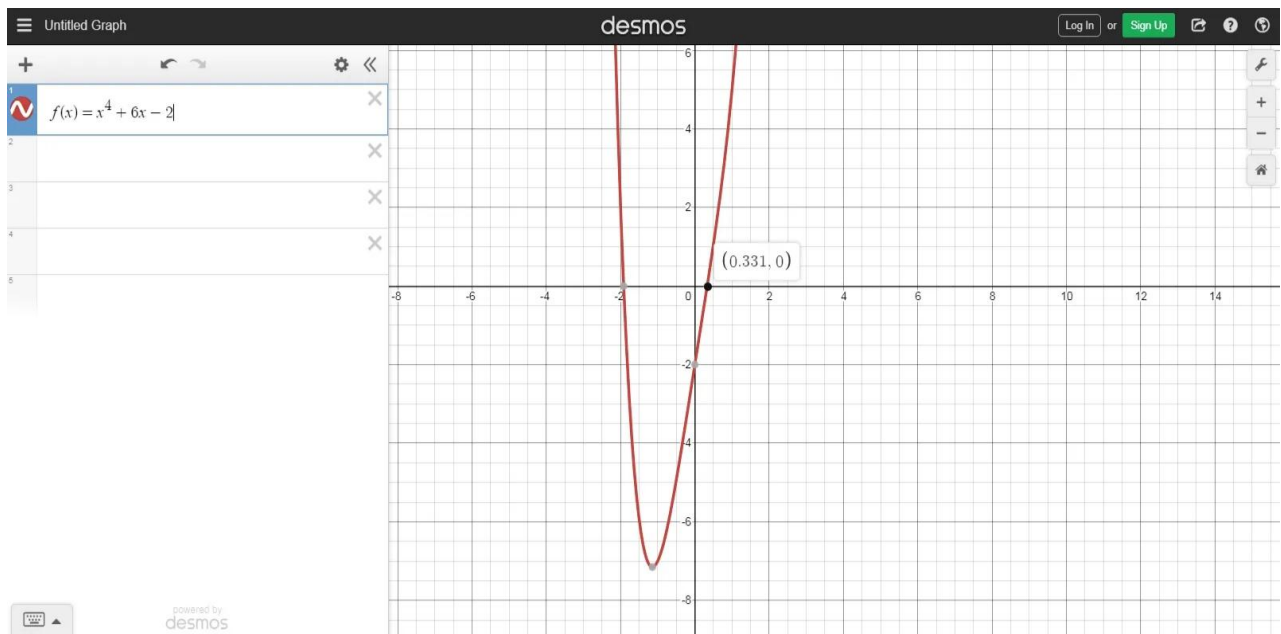 Untitled Graph
desmos
Log In or Sign Up
1
f(x) = x⁴ + 6x − 2
2
3
4
5
(0.331, 0)
6
4
2
-8 -6 -4 -2 0 2 4 6 8 10 12 14
-2
-4
-6
-8
powered by
desmos